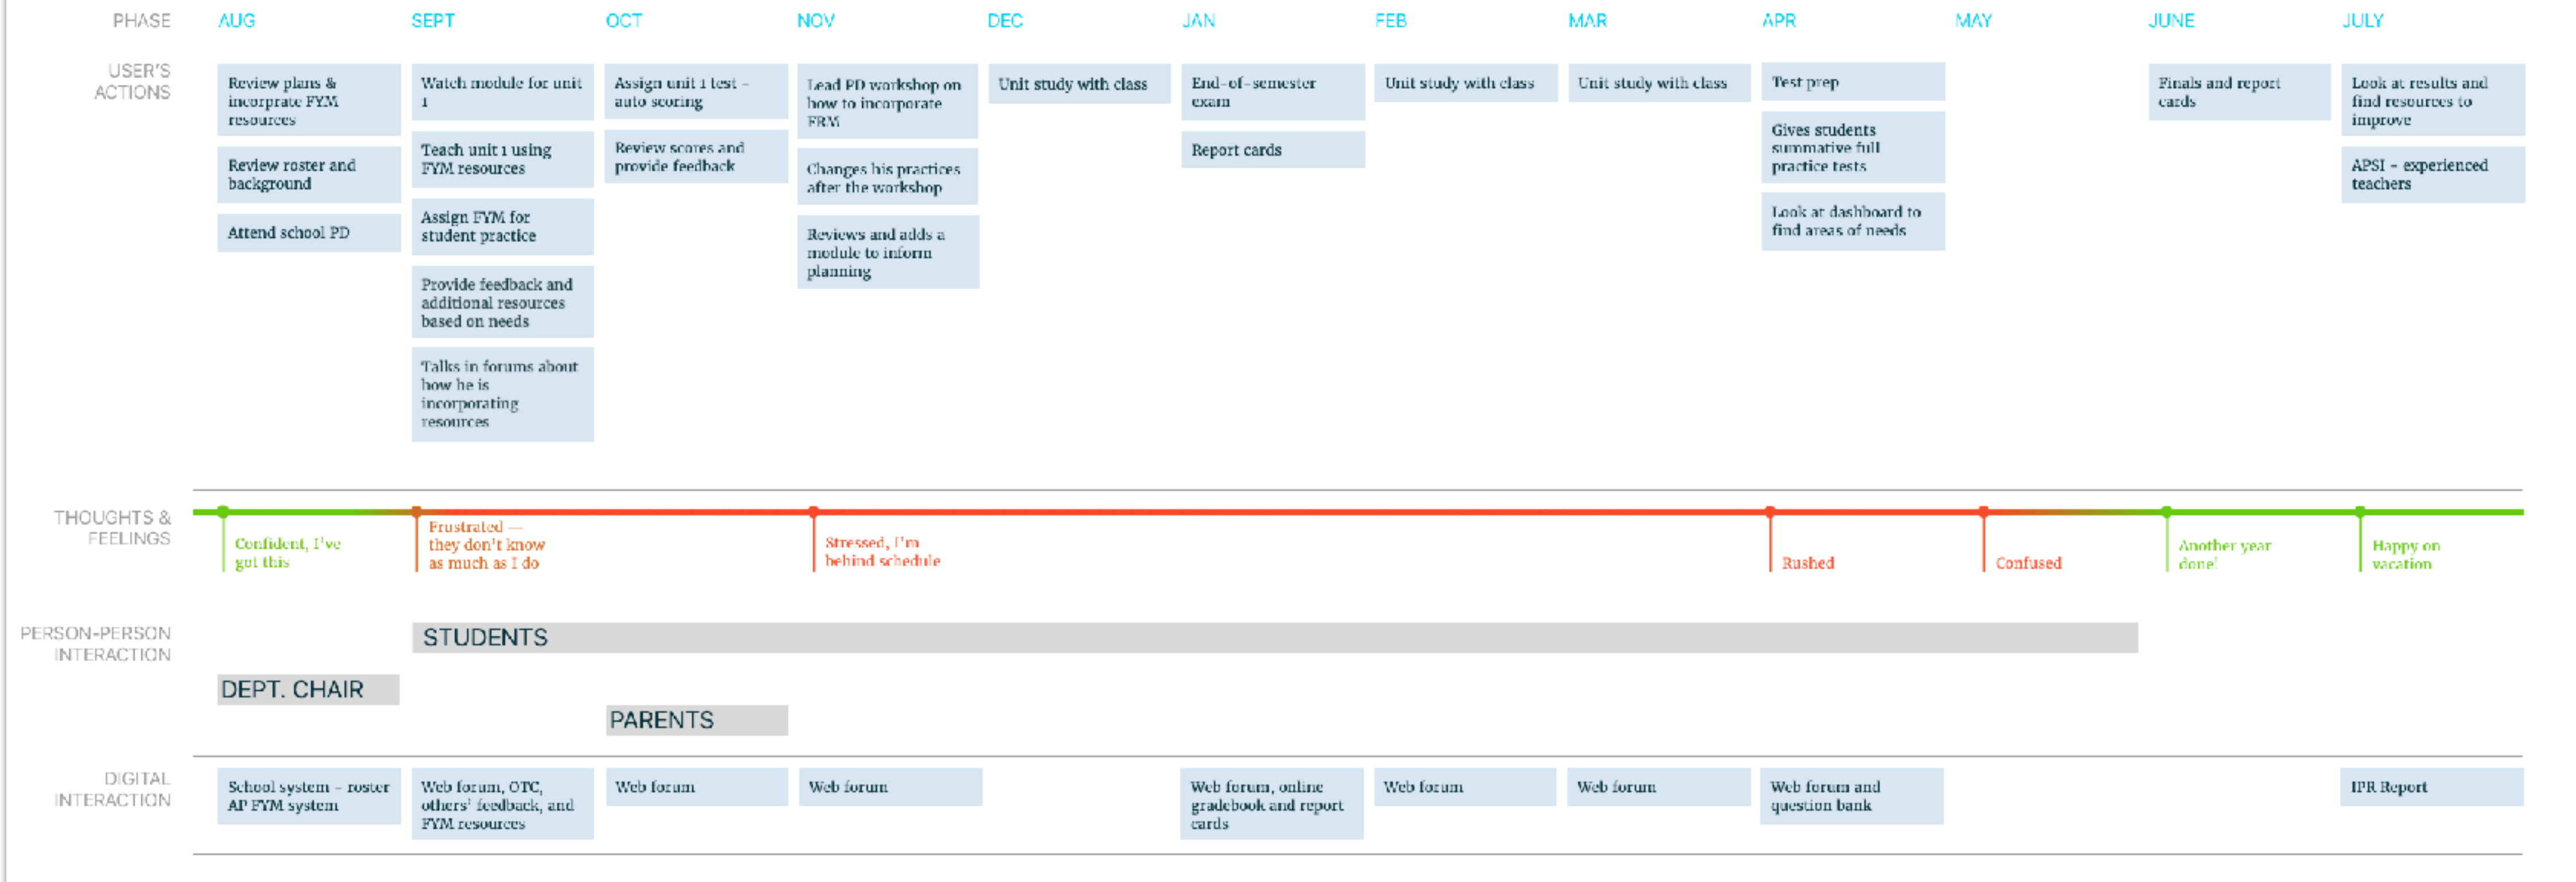 PHASE
AUG
SEPT
OCT
NOV
DEC
JAN
FEB
MAR
APR
MAY
JUNE
JULY
USER'S
ACTIONS
Review plans &
incorprate FYM
resources
Review roster and
background
Attend school PD
Watch module for unit
1
Teach unit 1 using
FYM resources
Assign FYM for
student practice
Provide feedback and
additional resources
based on needs
Talks in forums about
how he is
incorporating
resources
Assign unit 1 test -
auto scoring
Review scores and
provide feedback
Lead PD workshop on
how to incorporate
FRM
Changes his practices
after the workshop
Reviews and adds a
module to inform
planning
Unit study with class
End-of-semester
exam
Report cards
Unit study with class
Unit study with class
Test prep
Gives students
summative full
practice tests
Look at dashboard to
find areas of needs
Finals and report
cards
Look at results and
find resources to
improve
APSI - experienced
teachers
THOUGHTS &
FEELINGS
Confident, I've
got this
Frustrated —
they don't know
as much as I do
Stressed, I'm
behind schedule
Rushed
Confused
Another year
done!
Happy on
vacation
PERSON-PERSON
INTERACTION
STUDENTS
DEPT. CHAIR
PARENTS
DIGITAL
INTERACTION
School system - roster
AP FYM system
Web forum, OTC,
others' feedback, and
FYM resources
Web forum
Web forum
Web forum, online
gradebook and report
cards
Web forum
Web forum
Web forum and
question bank
IPR Report